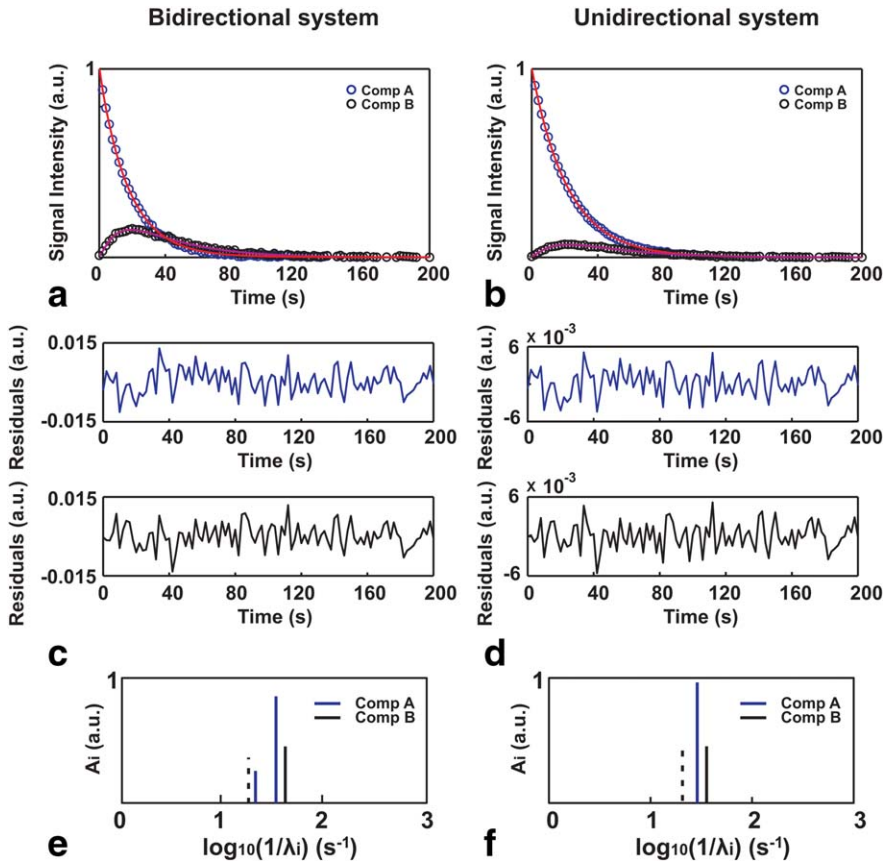 Bidirectional system Unidirectional system
1 1
Signal Intensity (a.u.) Signal Intensity (a.u.)
Comp A Comp A
Comp B Comp B
0 40 80 120 160 200 0 40 80 120 160 200
a Time (s) b Time (s)
6 × 10⁻³
0.015 6
Residuals (a.u.) Residuals (a.u.)
-0.015 -6
0 40 80 120 160 200 0 40 80 120 160 200
Time (s) Time (s)
x 10⁻³
0.015 6
Residuals (a.u.) Residuals (a.u.)
-0.015 -6
0 40 80 120 160 200 0 40 80 120 160 200
Time (s) Time (s)
c d
1 1
Ai (a.u.) Ai (a.u.)
Comp A Comp A
Comp B Comp B
0 1 2 3 0 1 2 3
e log10(1/λi) (s⁻¹) f log10(1/λi) (s⁻¹)